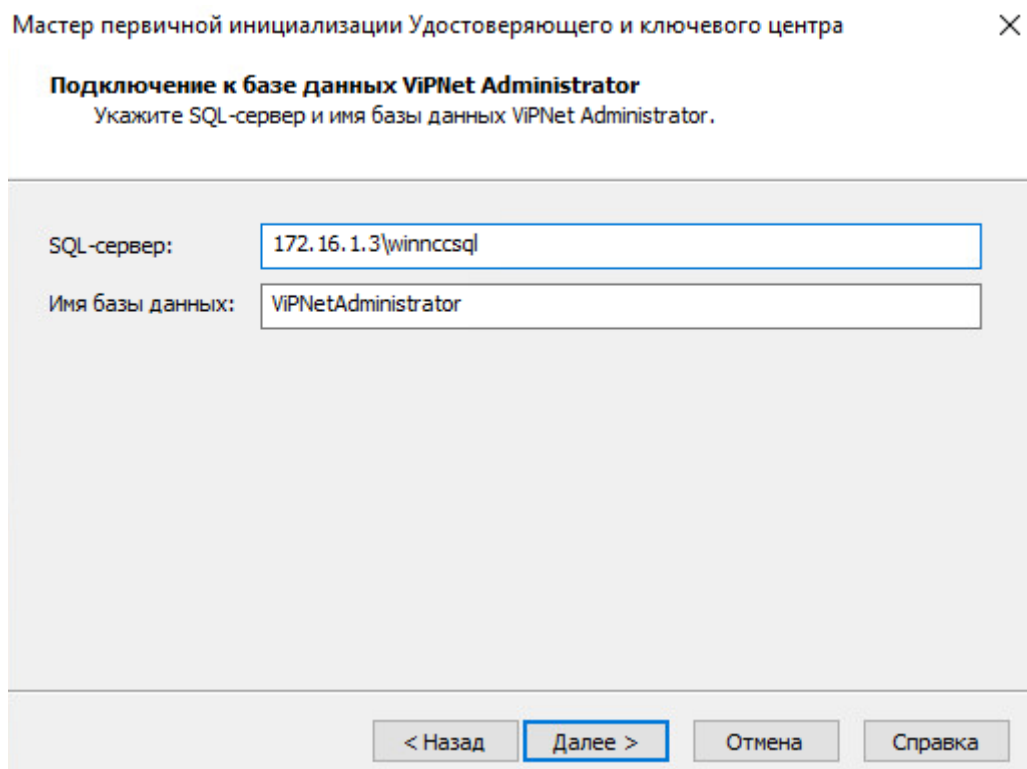 Мастер первичной инициализации Удостоверяющего и ключевого центра
Подключение к базе данных ViPNet Administrator
Укажите SQL-сервер и имя базы данных ViPNet Administrator.
SQL-сервер: 172.16.1.3\winnccsql
Имя базы данных: ViPNetAdministrator
< Назад Далее > Отмена Справка